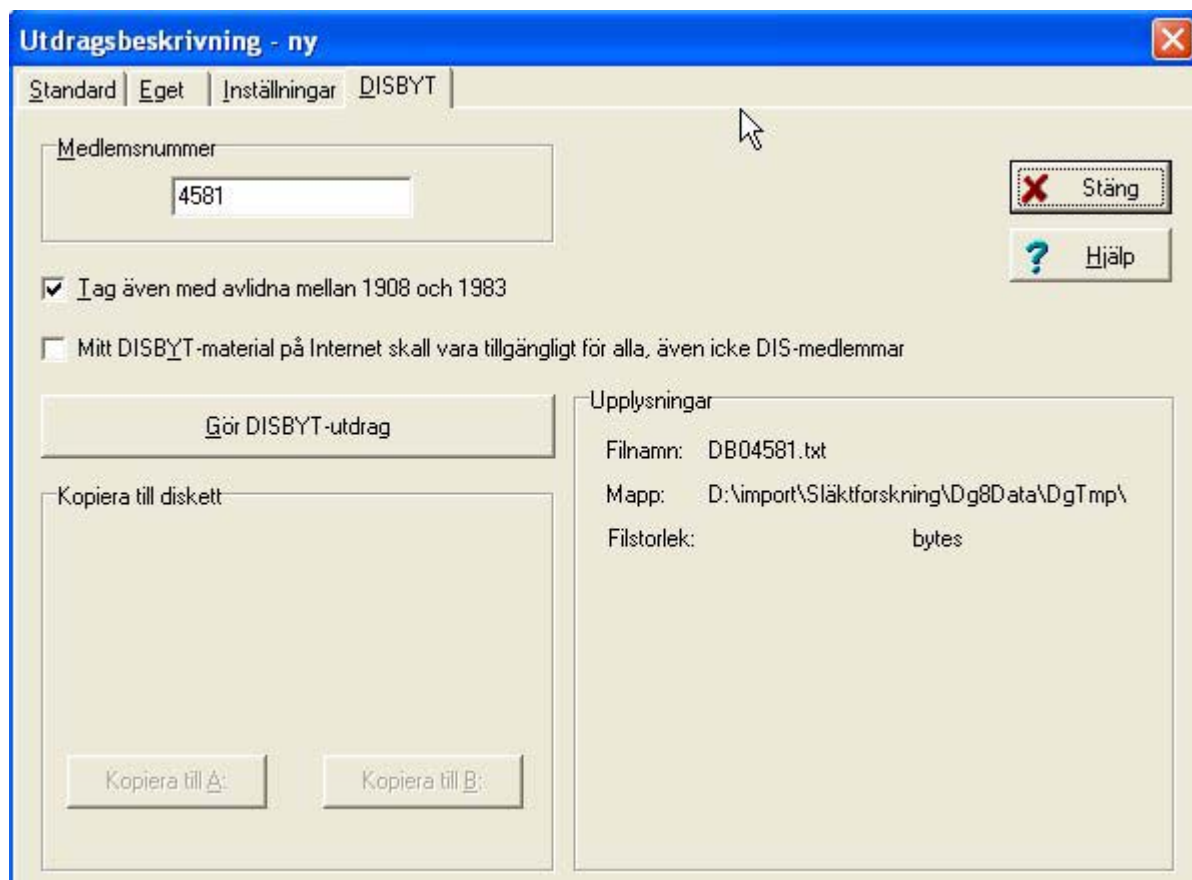 Utdragsbeskrivning - ny
Standard Eget Inställningar DISBYT
Medlemsnummer
4581
Stäng
Hjälp
Tag även med avlidna mellan 1908 och 1983
Mitt DISBYT-material på Internet skall vara tillgängligt för alla, även icke DIS-medlemmar
Gör DISBYT-utdrag
Upplysningar
Filnamn: DB04581.txt
Mapp: D:\import\Släktforskning\Dg8Data\DgTmp\
Filstorlek: bytes
Kopiera till diskett
Kopiera till A: Kopiera till B: